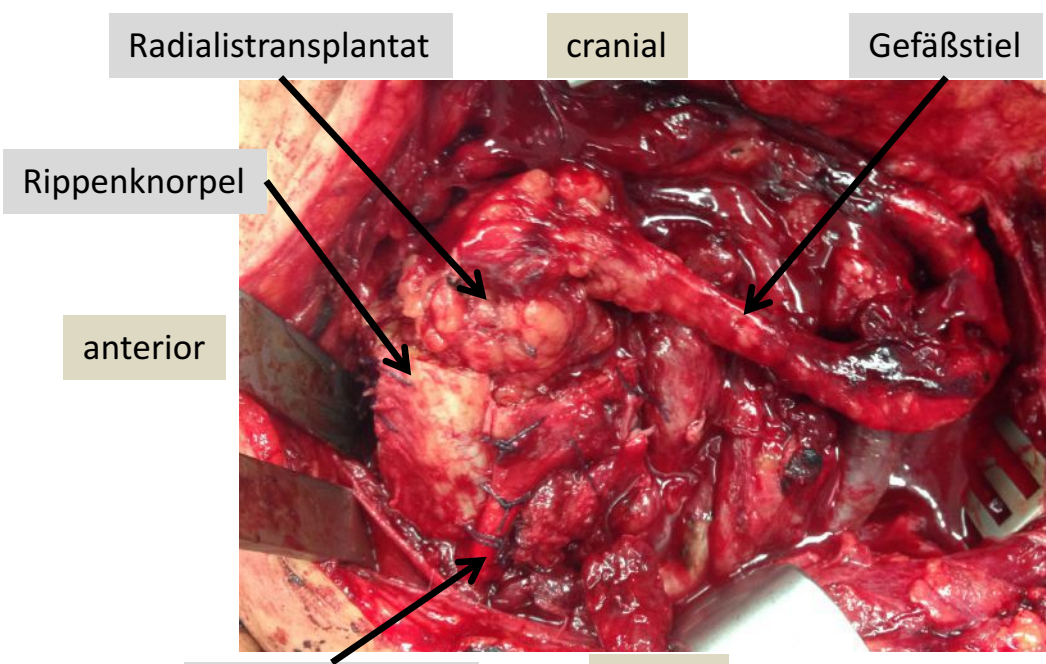 Radialistransplantat
cranial
Gefäßstiel
Rippenknorpel
anterior